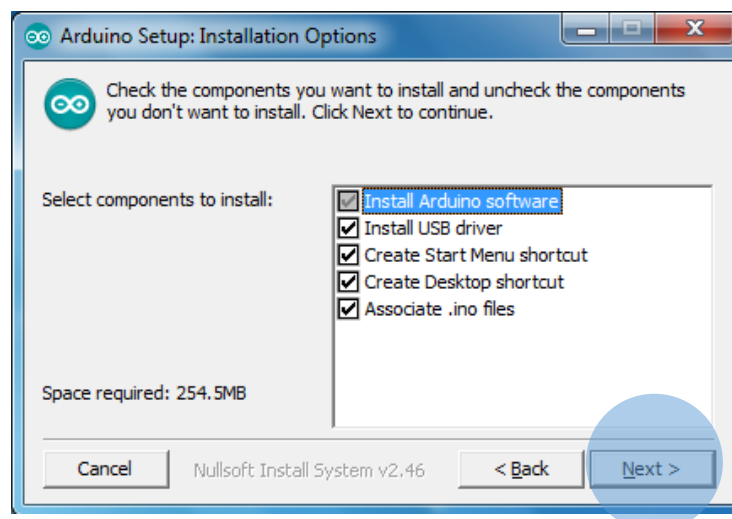 Arduino Setup: Installation Options
Check the components you want to install and uncheck the components
you don't want to install. Click Next to continue.
Select components to install:
Install Arduino software
Install USB driver
Create Start Menu shortcut
Create Desktop shortcut
Associate .ino files
Space required: 254.5MB
Cancel
Nullsoft Install System v2.46
< Back
Next >